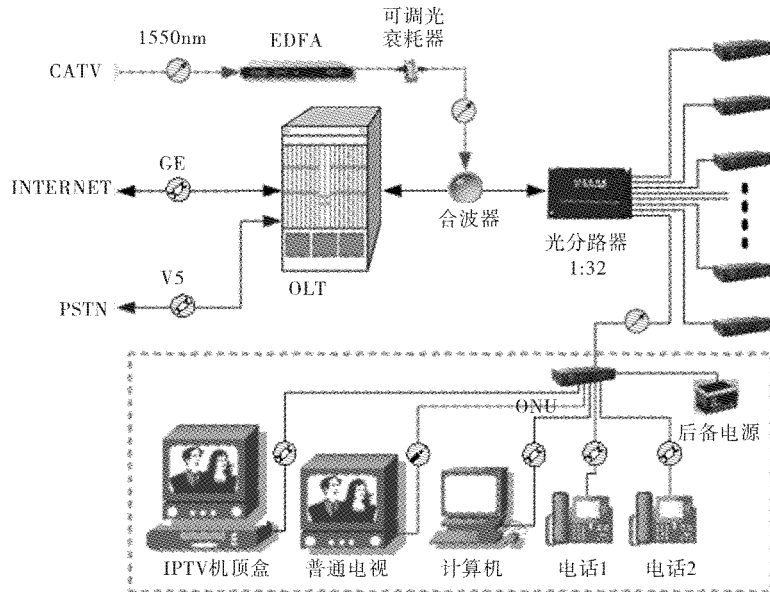 可调光
衰耗器
1550nm
EDFA
CATV
GE
INTERNET
合波器
光分路器
1:32
V5
OLT
PSTN
ONU
后备电源
IPTV机顶盒
普通电视
计算机
电话1
电话2